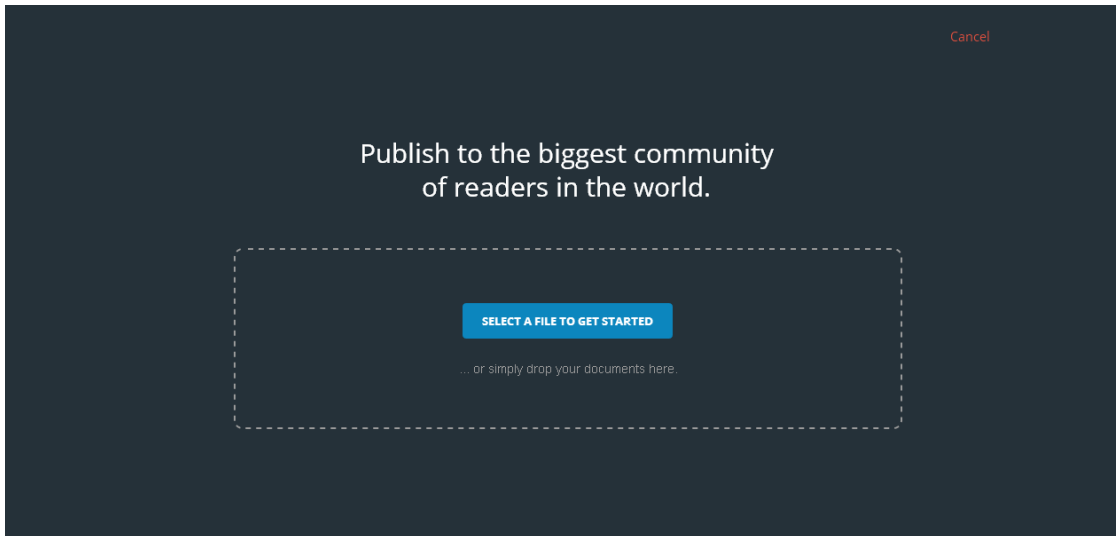 Cancel
Publish to the biggest community
of readers in the world.
SELECT A FILE TO GET STARTED
... or simply drop your documents here.